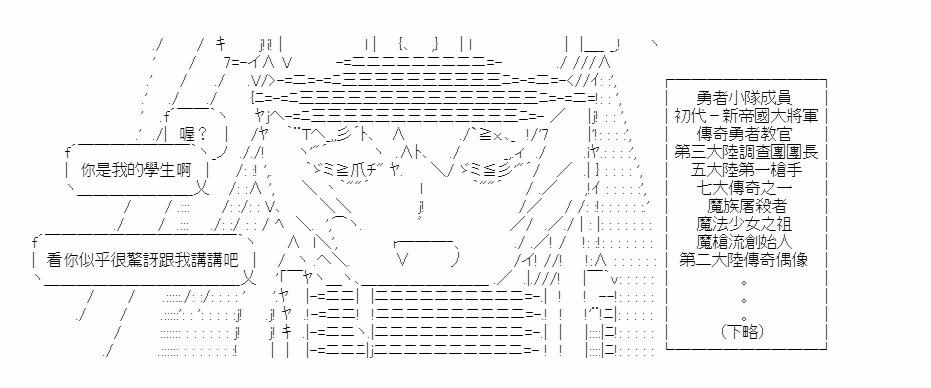 喔？
你是我的學生啊
看你似乎很驚訝跟我講講吧
勇者小隊成員
初代－新帝國大將軍
傳奇勇者教官
第三大陸調查團團長
五大陸第一槍手
七大傳奇之一
魔族屠殺者
魔法少女之祖
魔槍流創始人
第二大陸傳奇偶像
。
。
。
（下略）